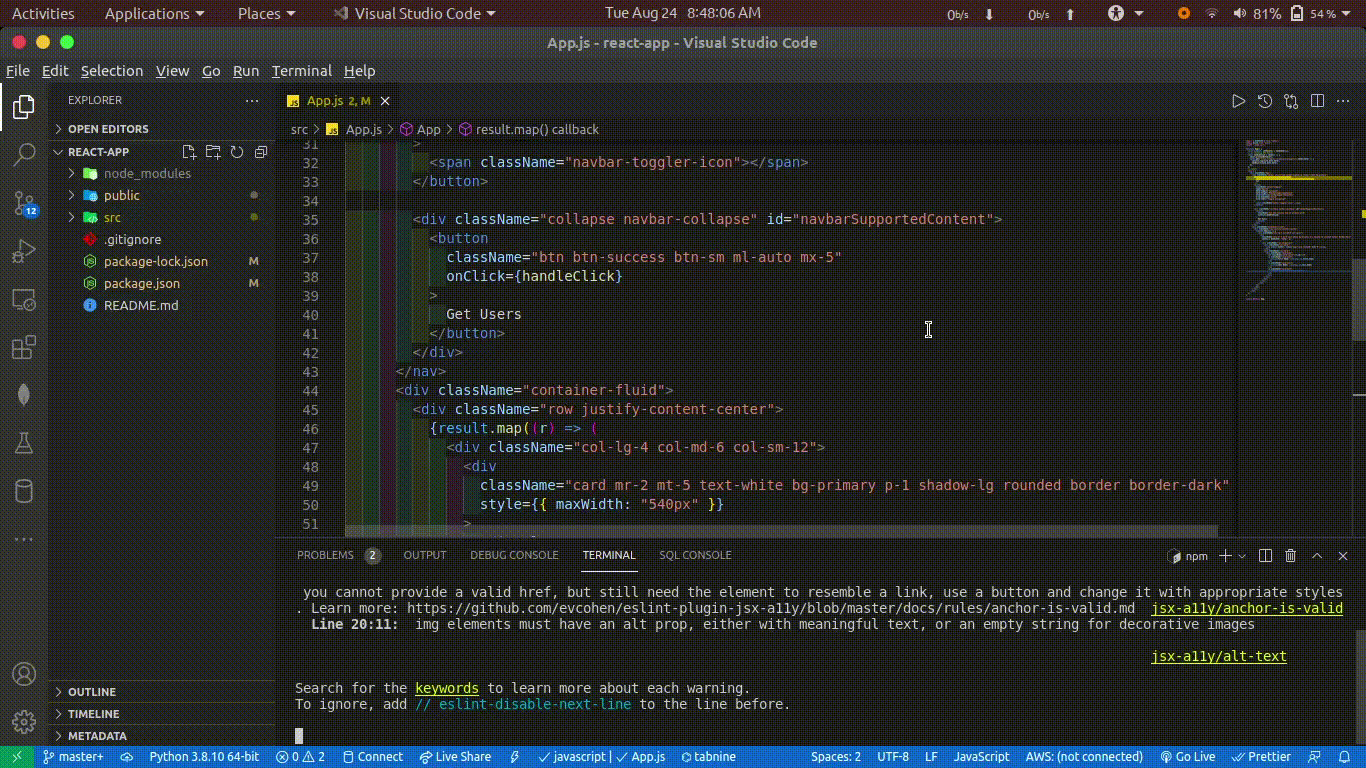 Activities Applications Places Visual Studio Code Tue Aug 24 8:48:06 AM 0b/s 0b/s 81% 54 %
App.js - react-app - Visual Studio Code
File Edit Selection View Go Run Terminal Help
EXPLORER
OPEN EDITORS
REACT-APP
node_modules
public
src
.gitignore
package-lock.json M
package.json M
README.md
12
OUTLINE
TIMELINE
METADATA
JS App.js 2, M
src JS App.js App result.map() callback
31 >
32 <span className="navbar-toggler-icon"></span>
33 </button>
34
35 <div className="collapse navbar-collapse" id="navbarSupportedContent">
36 <button
37 className="btn btn-success btn-sm ml-auto mx-5"
38 onClick={handleClick}
39 >
40 Get Users
41 </button>
42 </div>
43 </nav>
44 <div className="container-fluid">
45 <div className="row justify-content-center">
46 {result.map((r) => (
47 <div className="col-lg-4 col-md-6 col-sm-12">
48 <div
49 className="card mr-2 mt-5 text-white bg-primary p-1 shadow-lg rounded border border-dark"
50 style={{ maxWidth: "540px" }}
51 >
PROBLEMS 2 OUTPUT DEBUG CONSOLE TERMINAL SQL CONSOLE npm
you cannot provide a valid href, but still need the element to resemble a link, use a button and change it with appropriate styles
. Learn more: https://github.com/evcohen/eslint-plugin-jsx-a11y/blob/master/docs/rules/anchor-is-valid.md jsx-a11y/anchor-is-valid
Line 20:11: img elements must have an alt prop, either with meaningful text, or an empty string for decorative images
jsx-a11y/alt-text
Search for the keywords to learn more about each warning.
To ignore, add // eslint-disable-next-line to the line before.
master+ Python 3.8.10 64-bit 0 2 Connect Live Share javascript | App.js tabnine Spaces: 2 UTF-8 LF JavaScript AWS: (not connected) Go Live Prettier